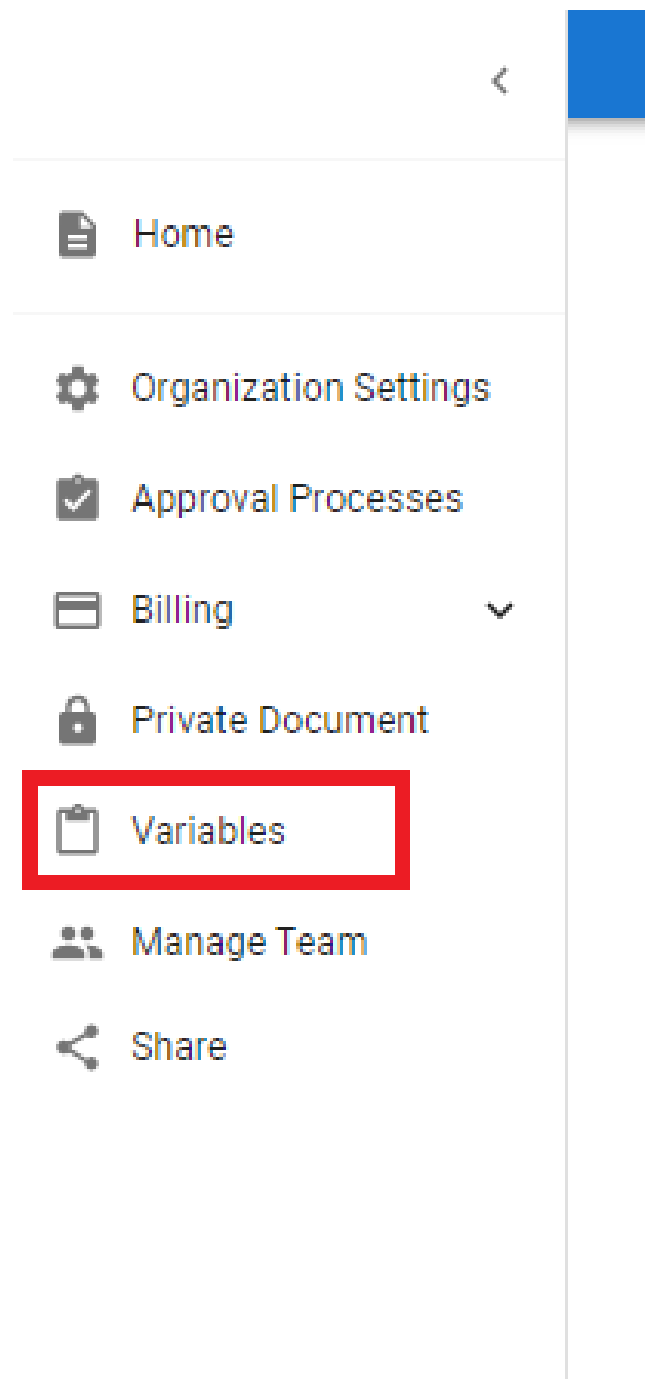 Home
Organization Settings
Approval Processes
Billing
Private Document
Variables
Manage Team
Share